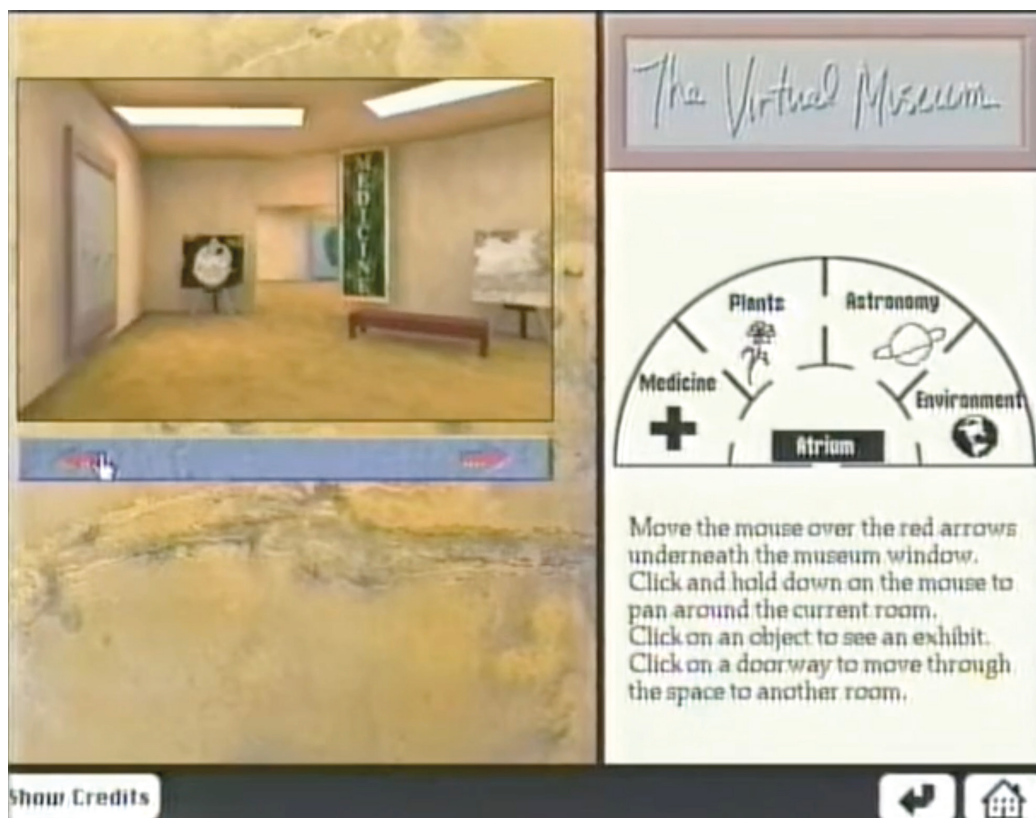 The Virtual Museum
MEDICINE
Plants
Astronomy
Medicine
Environment
Atrium
Move the mouse over the red arrows
underneath the museum window.
Click and hold down on the mouse to
pan around the current room.
Click on an object to see an exhibit.
Click on a doorway to move through
the space to another room.
Show Credits